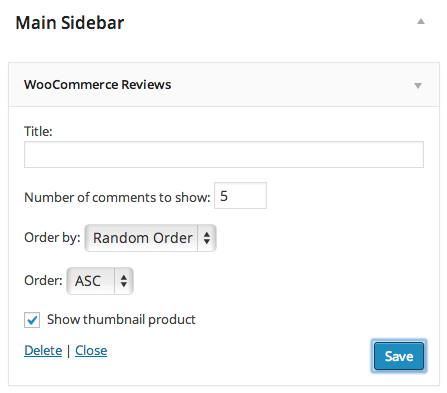 Main Sidebar
WooCommerce Reviews
Title:
Number of comments to show: 5
Order by: Random Order
Order: ASC
Show thumbnail product
Delete | Close
Save